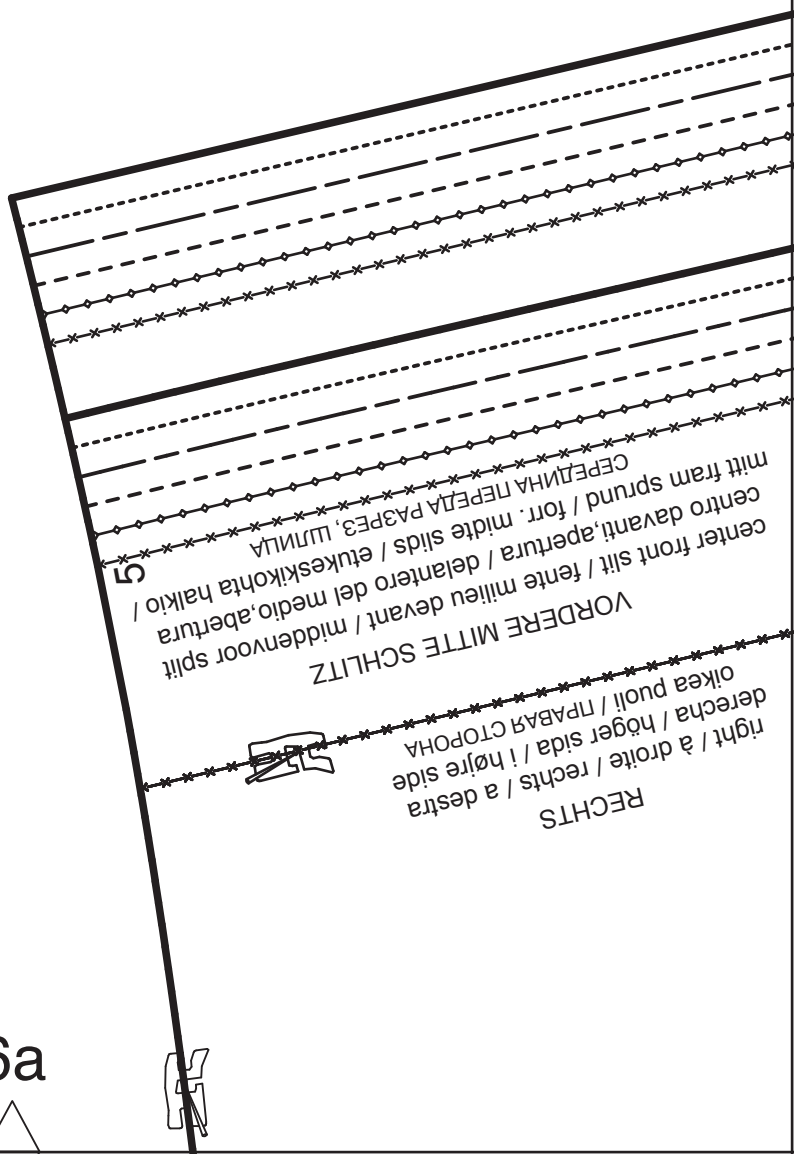 RECHTS
right / à droite / rechts / a destra
derecha / höger sida / i højre side
oikea puoli / ПРАВАЯ СТОРОНА
VORDERE MITTE SCHLITZ
center front slit / fente milieu devant / middenvoor split
centro davanti,apertura / delantero del medio,abertura
mitt fram sprund / forr. midte slids / etukeskikohta halkio /
СЕРЕДИНА ПЕРЕДА РАЗРЕЗ, ШЛИЦА
5
6a